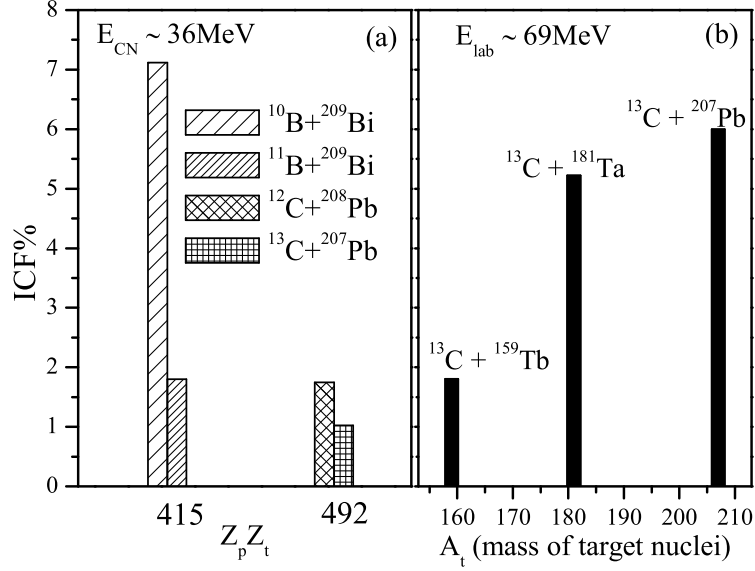 E_CN ~ 36MeV (a)
¹⁰B+²⁰⁹Bi
¹¹B+²⁰⁹Bi
¹²C+²⁰⁸Pb
¹³C+²⁰⁷Pb
ICF%
8
7
6
5
4
3
2
1
0
415 492
Z_pZ_t
E_lab ~ 69MeV (b)
¹³C + ²⁰⁷Pb
¹³C + ¹⁸¹Ta
¹³C + ¹⁵⁹Tb
160 170 180 190 200 210
A_t (mass of target nuclei)